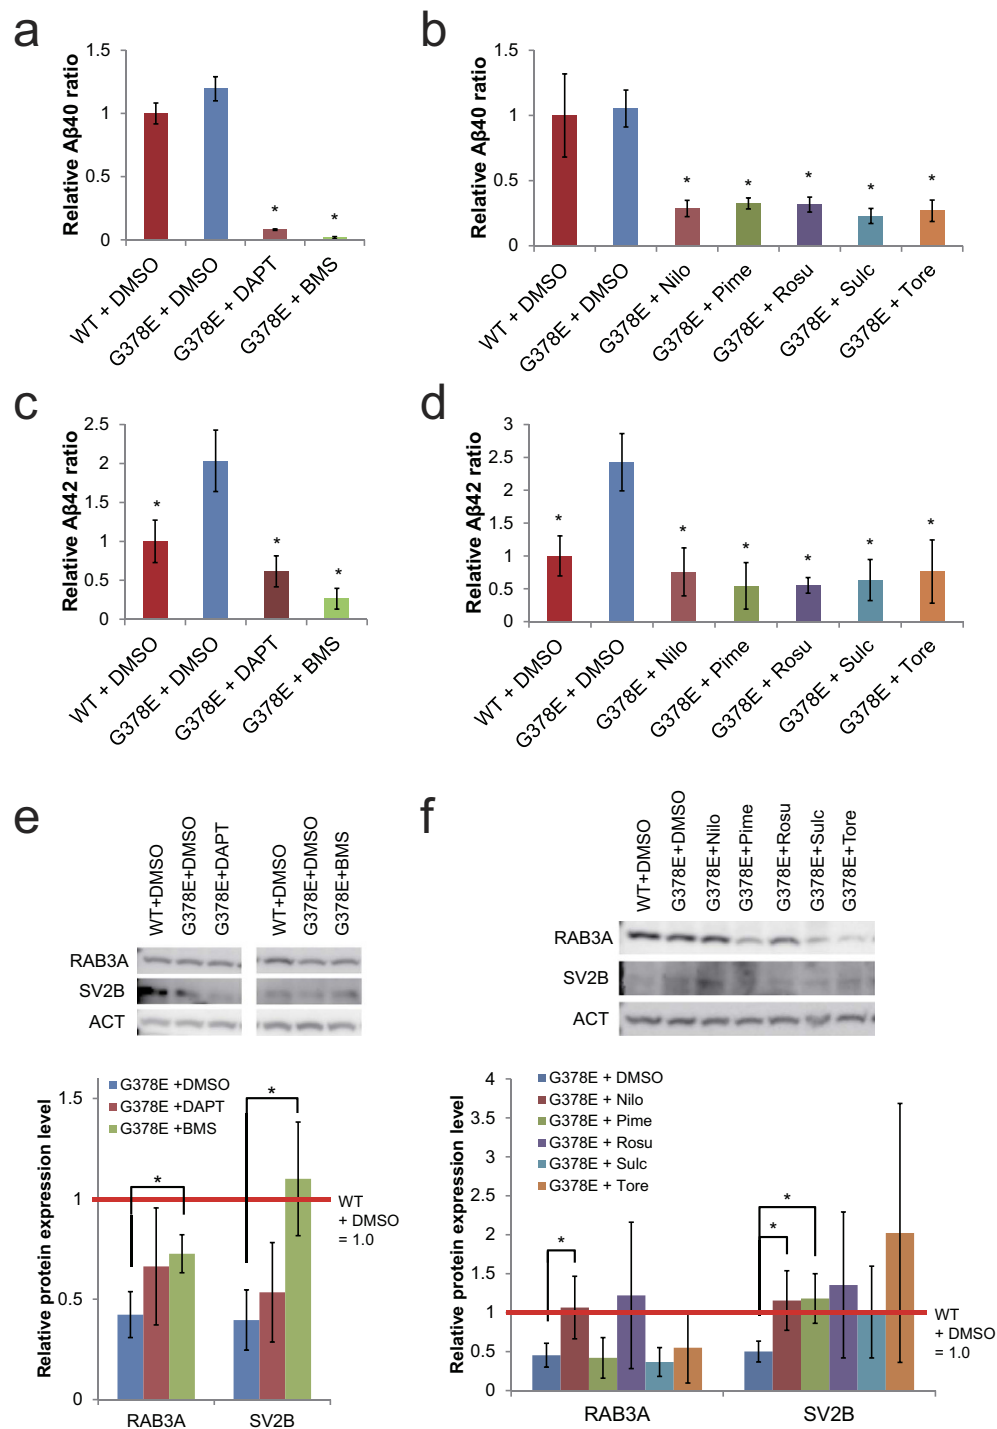 a
Relative Aβ40 ratio
1.5
1
0.5
0
*
*
WT + DMSO
G378E + DMSO
G378E + DAPT
G378E + BMS
b
Relative Aβ40 ratio
1.5
1
0.5
0
*
*
*
*
*
WT + DMSO
G378E + DMSO
G378E + Nilo
G378E + Pime
G378E + Rosu
G378E + Sulc
G378E + Tore
c
Relative Aβ42 ratio
2.5
2
1.5
1
0.5
0
*
*
*
WT + DMSO
G378E + DMSO
G378E + DAPT
G378E + BMS
d
Relative Aβ42 ratio
3
2.5
2
1.5
1
0.5
0
*
*
*
*
*
*
WT + DMSO
G378E + DMSO
G378E + Nilo
G378E + Pime
G378E + Rosu
G378E + Sulc
G378E + Tore
e
WT+DMSO
G378E+DMSO
G378E+DAPT
WT+DMSO
G378E+DMSO
G378E+BMS
RAB3A
SV2B
ACT
Relative protein expression level
1.5
1
0.5
0
G378E +DMSO
G378E +DAPT
G378E +BMS
*
*
WT
+ DMSO
= 1.0
RAB3A
SV2B
f
WT+DMSO
G378E+DMSO
G378E+Nilo
G378E+Pime
G378E+Rosu
G378E+Sulc
G378E+Tore
RAB3A
SV2B
ACT
Relative protein expression level
4
3.5
3
2.5
2
1.5
1
0.5
0
G378E + DMSO
G378E + Nilo
G378E + Pime
G378E + Rosu
G378E + Sulc
G378E + Tore
*
*
*
WT
+ DMSO
= 1.0
RAB3A
SV2B